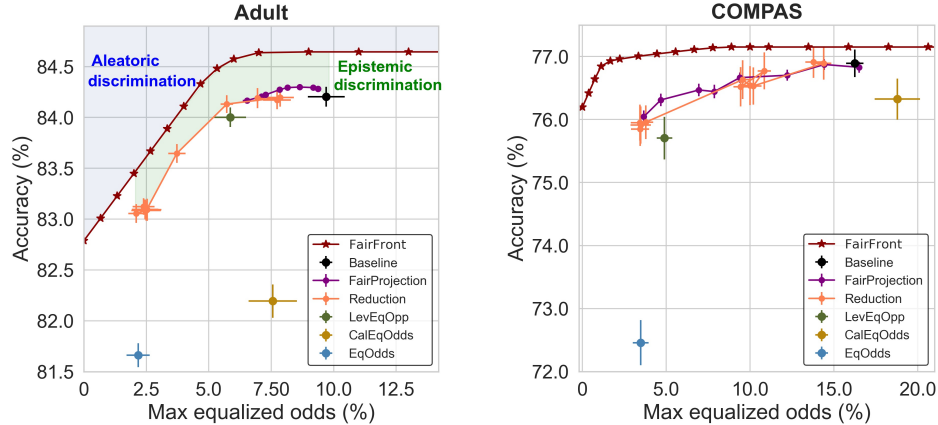 Adult
COMPAS
Accuracy (%)
84.5
84.0
83.5
83.0
82.5
82.0
81.5
Aleatoric
discrimination
Epistemic
discrimination
FairFront
Baseline
FairProjection
Reduction
LevEqOpp
CalEqOdds
EqOdds
0
2.5
5.0
7.5
10.0
12.5
Max equalized odds (%)
Accuracy (%)
77.0
76.0
75.0
74.0
73.0
72.0
FairFront
Baseline
FairProjection
Reduction
LevEqOpp
CalEqOdds
EqOdds
0.0
5.0
10.0
15.0
20.0
Max equalized odds (%)